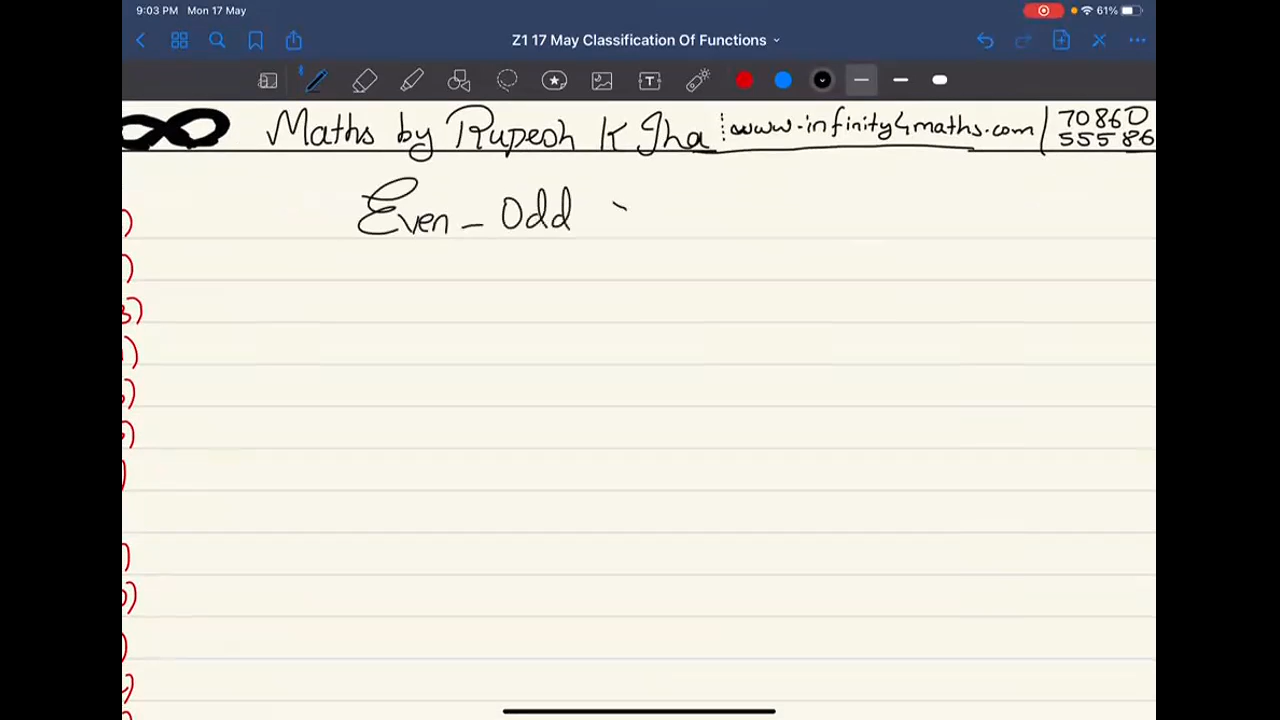 9:03 PM Mon 17 May 61%
Z1 17 May Classification Of Functions
Maths by Rupesh K Jha www.infinity4maths.com 70860
55586
Even - Odd
3)